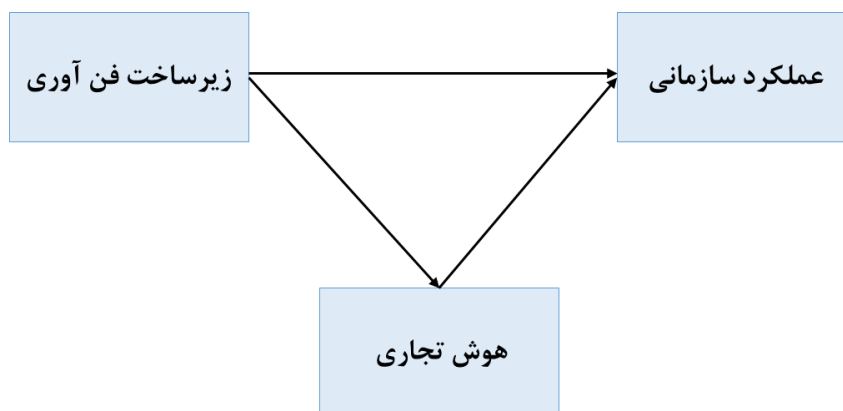 زیرساخت فن آوری
عملکرد سازمانی
هوش تجاری